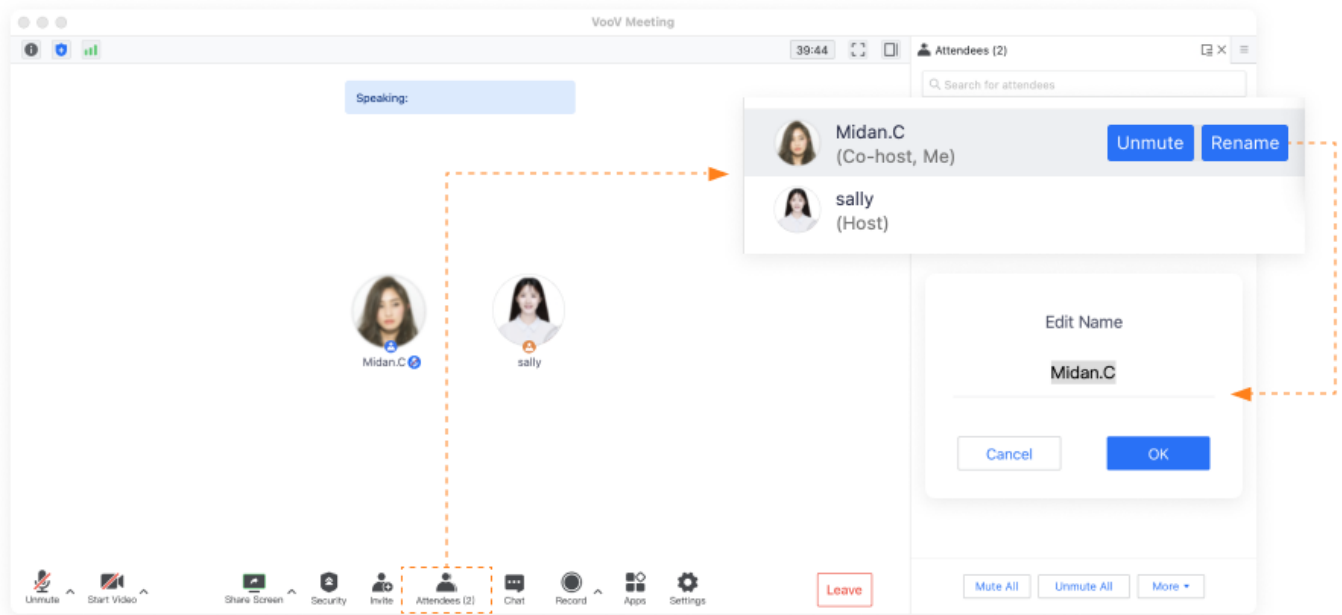 VooV Meeting
39:44
Attendees (2)
Search for attendees
Speaking:
Midan.C
(Co-host, Me)
Unmute
Rename
sally
(Host)
Midan.C
sally
Edit Name
Midan.C
Cancel
OK
Unmute
Start Video
Share Screen
Security
Invite
Attendees (2)
Chat
Record
Apps
Settings
Leave
Mute All
Unmute All
More